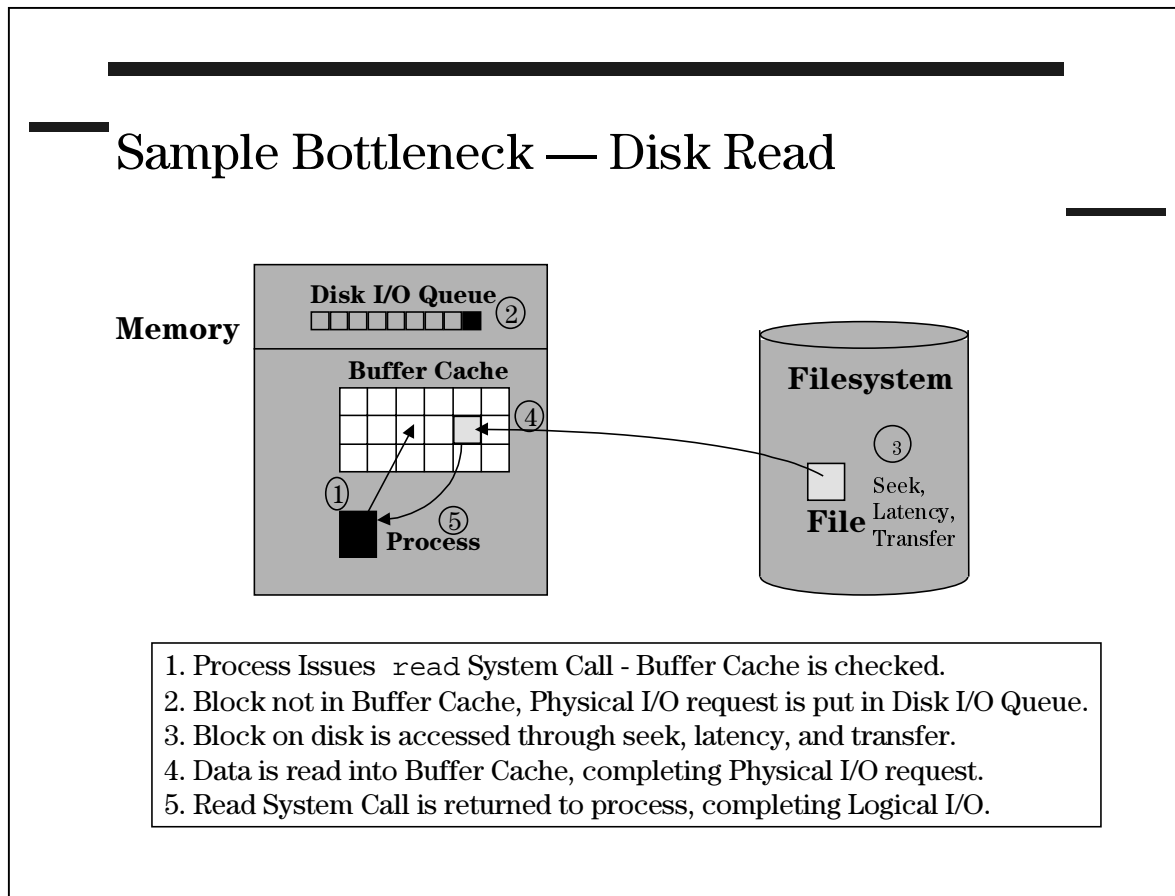 Sample Bottleneck — Disk Read
Disk I/O Queue
2
Memory
Buffer Cache
4
1
5
Process
Filesystem
3
Seek,
Latency,
Transfer
File
1. Process Issues read System Call - Buffer Cache is checked.
2. Block not in Buffer Cache, Physical I/O request is put in Disk I/O Queue.
3. Block on disk is accessed through seek, latency, and transfer.
4. Data is read into Buffer Cache, completing Physical I/O request.
5. Read System Call is returned to process, completing Logical I/O.